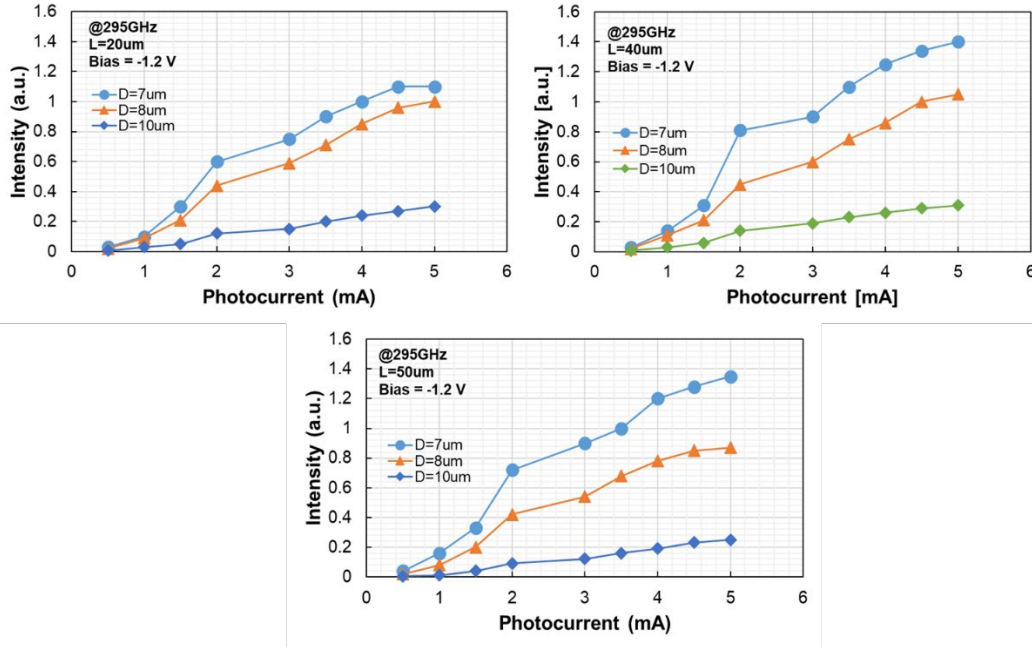 @295GHz
L=20um
Bias = -1.2 V
D=7um
D=8um
D=10um
Intensity (a.u.)
1.6
1.4
1.2
1
0.8
0.6
0.4
0.2
0
0 1 2 3 4 5 6
Photocurrent (mA)
@295GHz
L=40um
Bias = -1.2 V
D=7um
D=8um
D=10um
Intensity [a.u.]
1.6
1.4
1.2
1
0.8
0.6
0.4
0.2
0
0 1 2 3 4 5 6
Photocurrent [mA]
@295GHz
L=50um
Bias = -1.2 V
D=7um
D=8um
D=10um
Intensity (a.u.)
1.6
1.4
1.2
1
0.8
0.6
0.4
0.2
0
0 1 2 3 4 5 6
Photocurrent (mA)